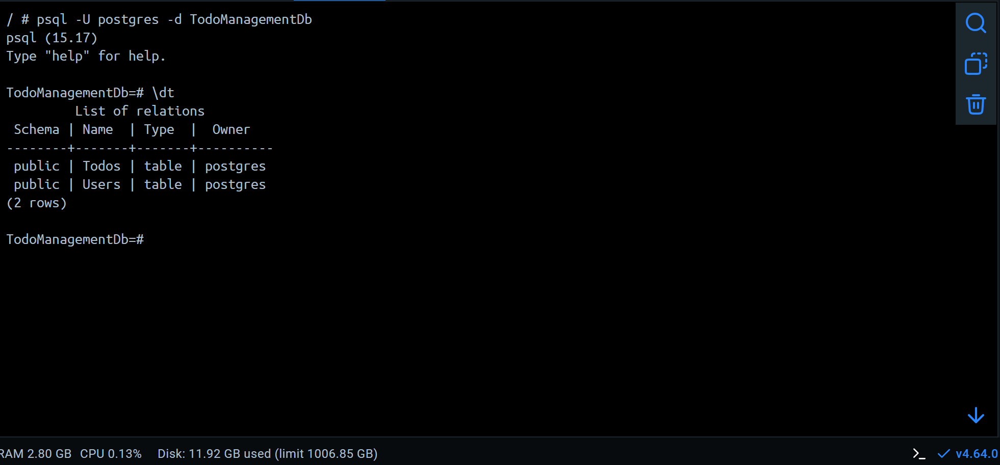 / # psql -U postgres -d TodoManagementDb
psql (15.17)
Type "help" for help.
TodoManagementDb=# \dt
List of relations
Schema | Name | Type | Owner
--------+-------+-------+----------
public | Todos | table | postgres
public | Users | table | postgres
(2 rows)
TodoManagementDb=#
RAM 2.80 GB CPU 0.13% Disk: 11.92 GB used (limit 1006.85 GB) >_ v4.64.0